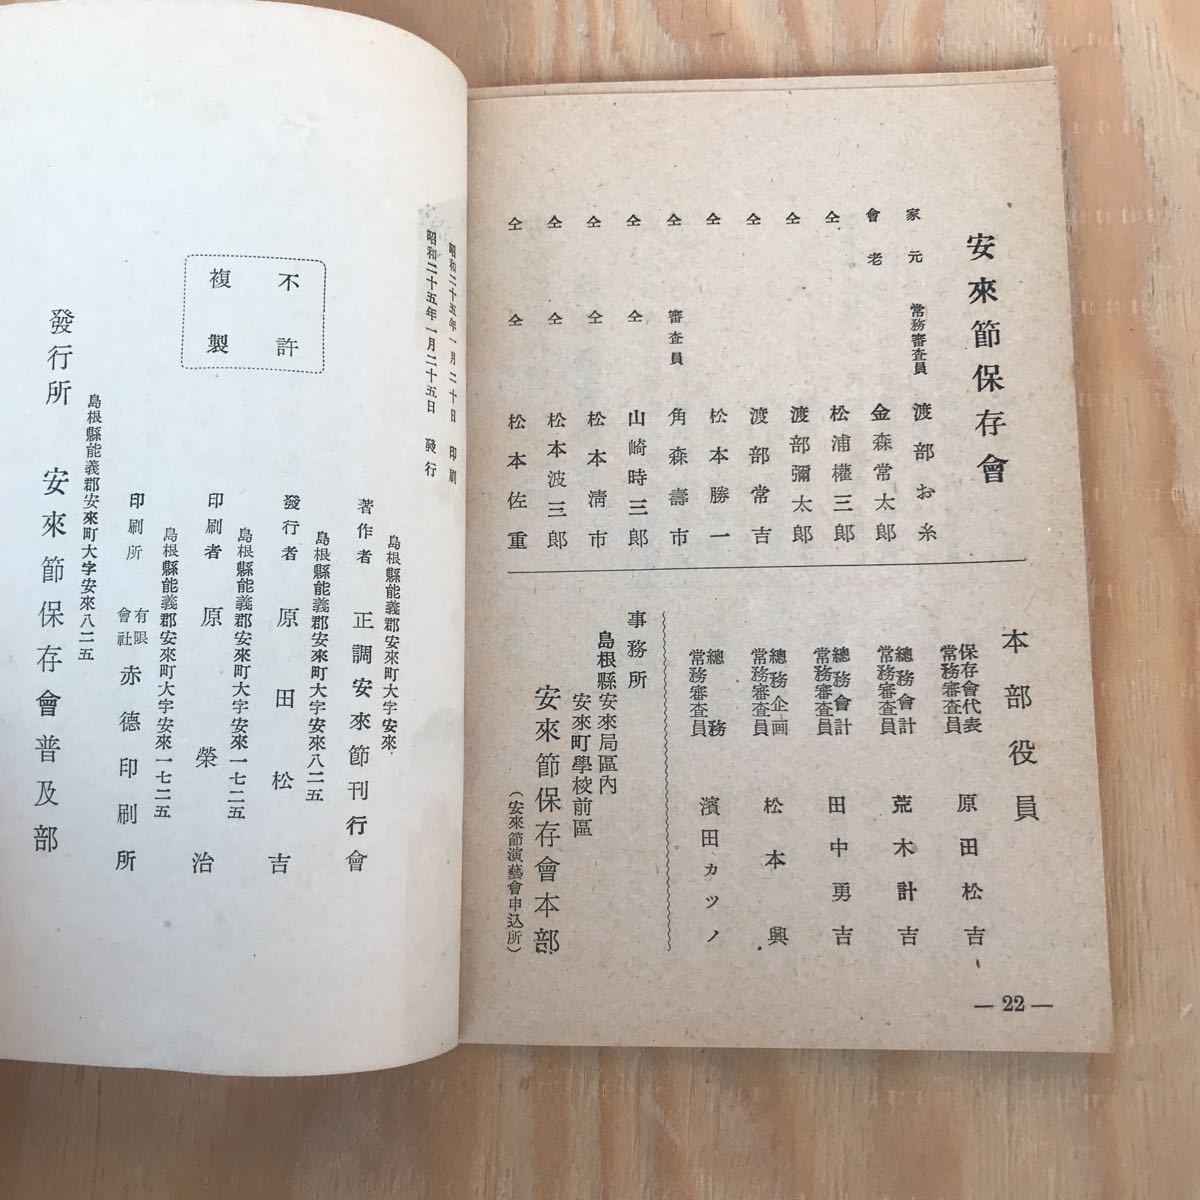 安來節保存會
家元 常務審査員 渡部お糸
會老 金森常太郎
仝 松浦權三郎
仝 渡部彌太郎
仝 渡部常吉
仝 松本勝一
仝 審査員 角森壽市
仝 仝 山崎時三郎
仝 仝 松本淸市
仝 仝 松本波三郎
仝 仝 松本佐重
本部役員
保存會代表 常務審査員 原田松吉
總務會計 常務審査員 荒木計吉
總務會計 常務審査員 田中勇吉
總務企画 常務審査員 松本興
總務 常務審査員 濱田カツノ
事務所
島根縣安來局區內
安來町學校前區
安來節保存會本部
(安來節演藝會申込所)
— 22 —
昭和二十五年一月二十日 印刷
昭和二十五年一月二十五日 發行
島根縣能義郡安來町大字安來
著作者 正調安來節刊行會
島根縣能義郡安來町大字安來八二五
發行者 原田松吉
島根縣能義郡安來町大字安來一七二五
印刷者 原榮治
島根縣能義郡安來町大字安來一七二五
印刷所 有限會社 赤德印刷所
不許
複製
島根縣能義郡安來町大字安來八二五
發行所 安來節保存會普及部